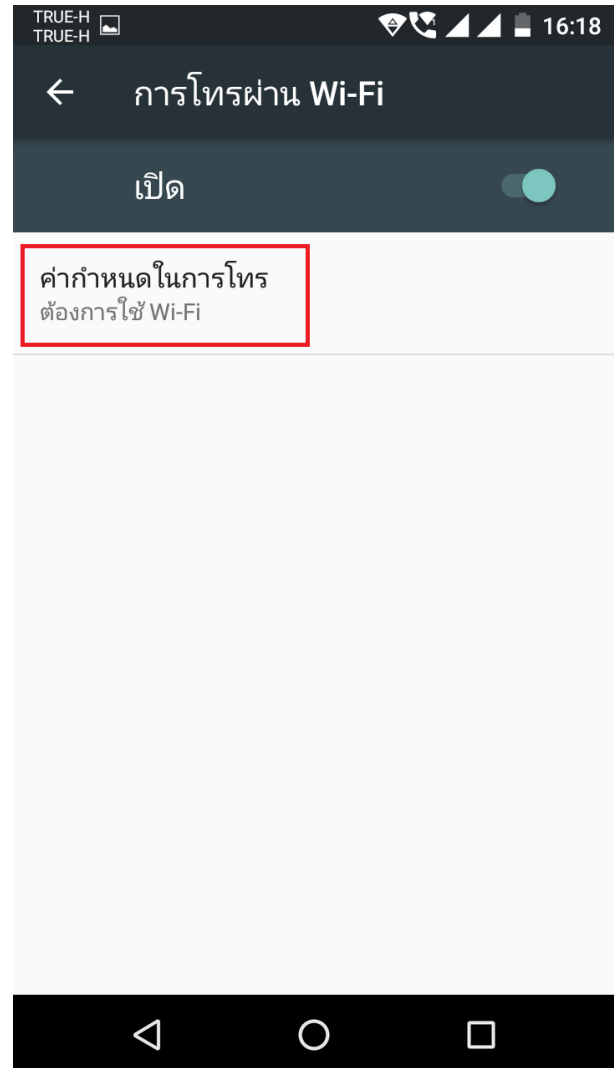 TRUE-H
TRUE-H
16:18
การโทรผ่าน Wi-Fi
เปิด
ค่ากำหนดในการโทร
ต้องการใช้ Wi-Fi